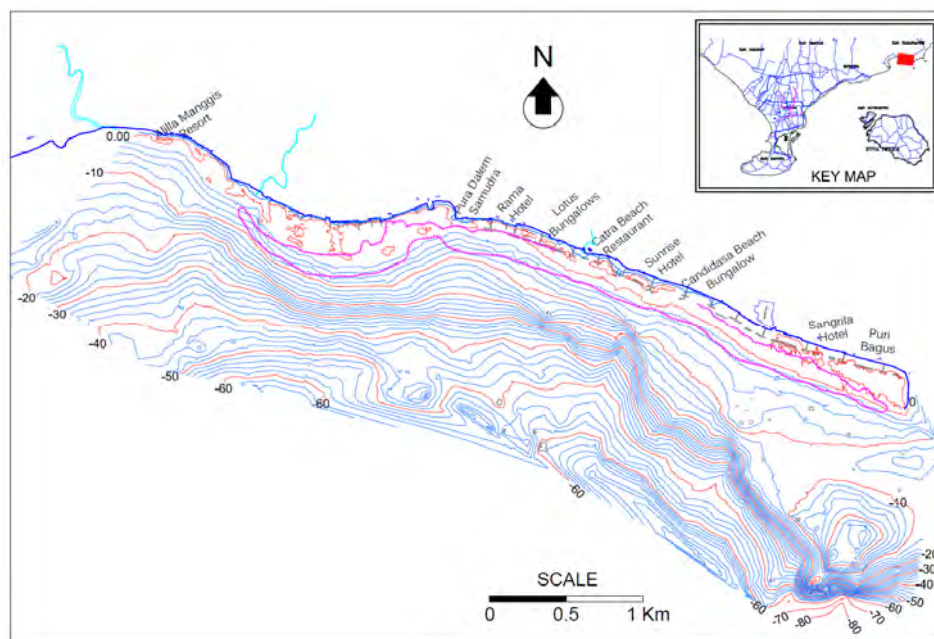 N
KEY MAP
Villa Manggis
Resort
0.00
-10
-20
-30
-40
-50
-60
-60
-60
Pura Dalem
Samudra
Rama
Hotel
Lotus
Bungalows
Catra Beach
Restaurant
Sunrise
Hotel
Candidasa Beach
Bungalow
Sangrila
Hotel
Puri
Bagus
0
-10
-20
-30
-40
-50
-60
-70
-80
-80
-70
-60
SCALE
0
0.5
1 Km